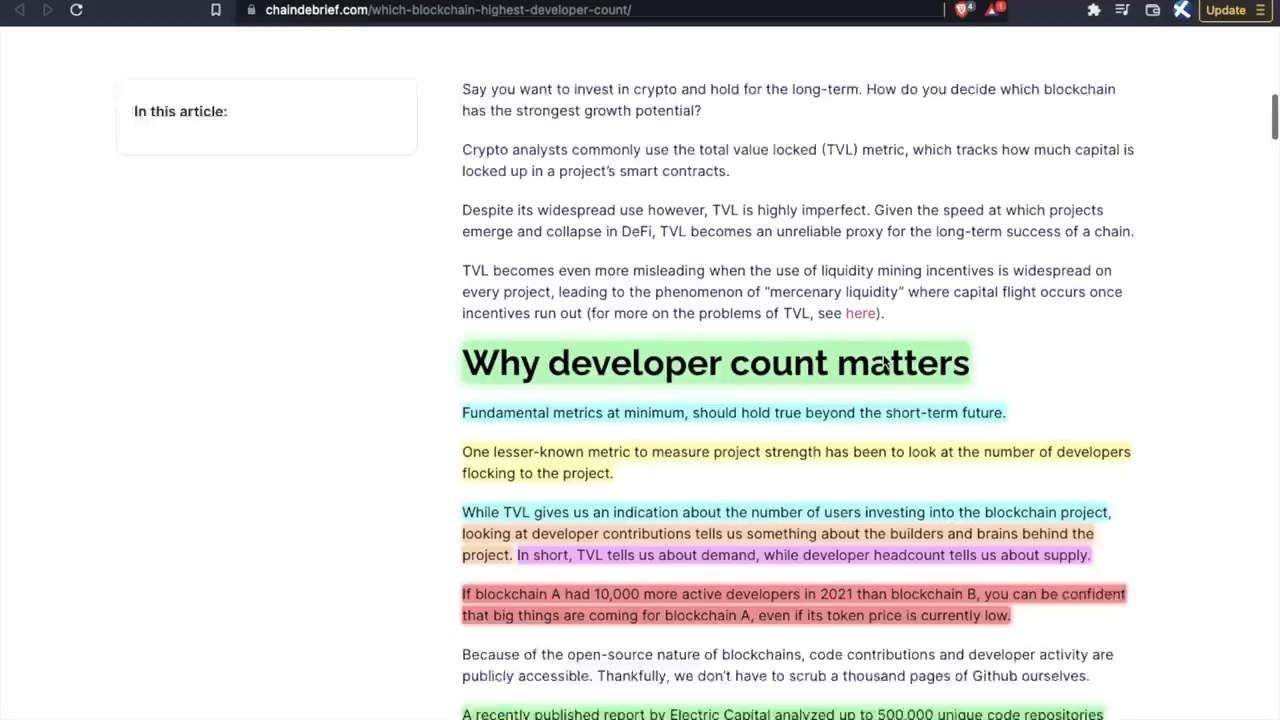 chaindebrief.com/which-blockchain-highest-developer-count/
4
1
Update
In this article:
Say you want to invest in crypto and hold for the long-term. How do you decide which blockchain
has the strongest growth potential?
Crypto analysts commonly use the total value locked (TVL) metric, which tracks how much capital is
locked up in a project’s smart contracts.
Despite its widespread use however, TVL is highly imperfect. Given the speed at which projects
emerge and collapse in DeFi, TVL becomes an unreliable proxy for the long-term success of a chain.
TVL becomes even more misleading when the use of liquidity mining incentives is widespread on
every project, leading to the phenomenon of “mercenary liquidity” where capital flight occurs once
incentives run out (for more on the problems of TVL, see here).
Why developer count matters
Fundamental metrics at minimum, should hold true beyond the short-term future.
One lesser-known metric to measure project strength has been to look at the number of developers
flocking to the project.
While TVL gives us an indication about the number of users investing into the blockchain project,
looking at developer contributions tells us something about the builders and brains behind the
project. In short, TVL tells us about demand, while developer headcount tells us about supply.
If blockchain A had 10,000 more active developers in 2021 than blockchain B, you can be confident
that big things are coming for blockchain A, even if its token price is currently low.
Because of the open-source nature of blockchains, code contributions and developer activity are
publicly accessible. Thankfully, we don’t have to scrub a thousand pages of Github ourselves.
A recently published report by Electric Capital analyzed up to 500,000 unique code repositories